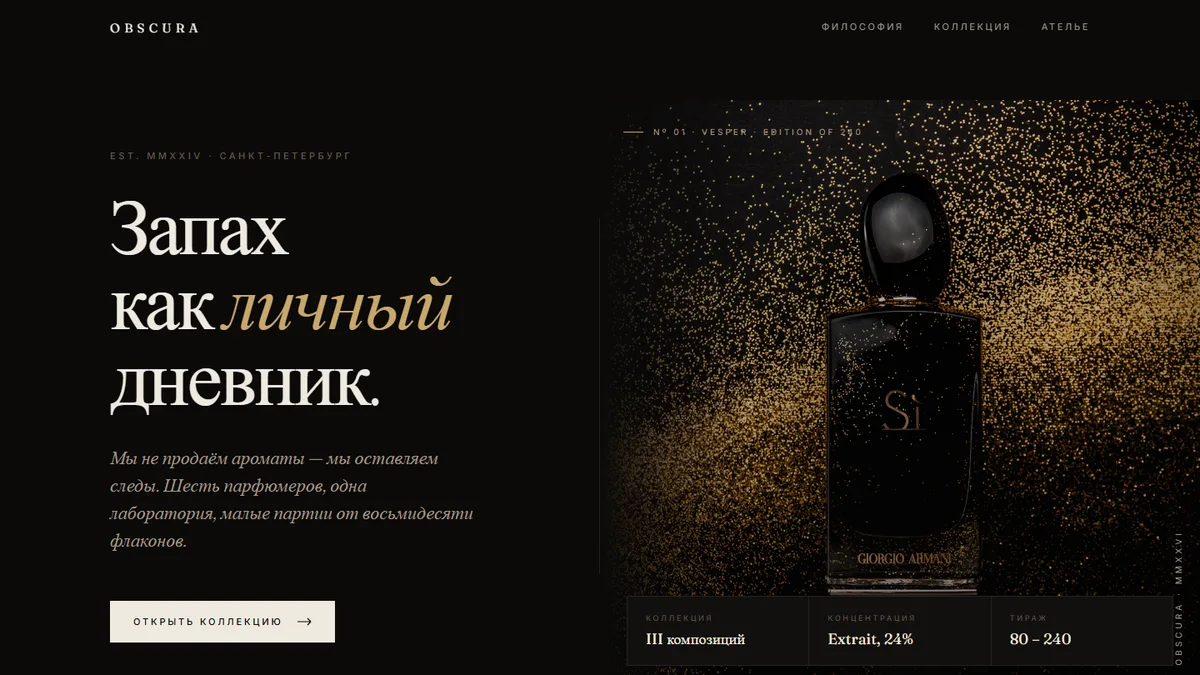 OBSCURA
ФИЛОСОФИЯ КОЛЛЕКЦИЯ АТЕЛЬЕ
EST. MMXXIV · САНКТ-ПЕТЕРБУРГ
Запах
как личный
дневник.
Мы не продаём ароматы — мы оставляем
следы. Шесть парфюмеров, одна
лаборатория, малые партии от восьмидесяти
флаконов.
ОТКРЫТЬ КОЛЛЕКЦИЮ →
— Nº 01 · VESPER · EDITION OF 240
Sì
GIORGIO ARMANI
КОЛЛЕКЦИЯ
III композиций
КОНЦЕНТРАЦИЯ
Extrait, 24%
ТИРАЖ
80 – 240
OBSCURA · MMXXVI